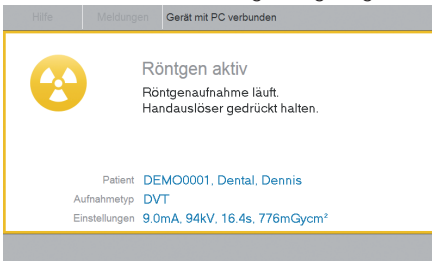 Hilfe Meldungen Gerät mit PC verbunden
Röntgen aktiv
Röntgenaufnahme läuft.
Handauslöser gedrückt halten.
Patient DEMO0001, Dental, Dennis
Aufnahmetyp DVT
Einstellungen 9.0mA, 94kV, 16.4s, 776mGycm²